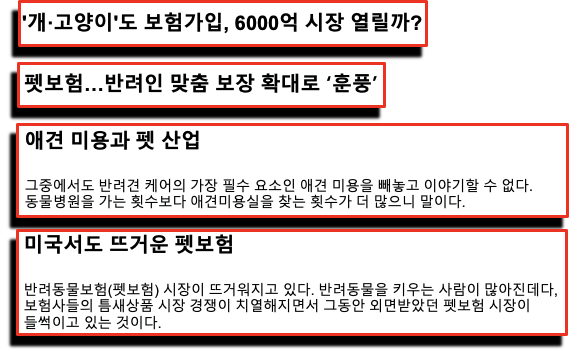 '개·고양이'도 보험가입, 6000억 시장 열릴까?
펫보험…반려인 맞춤 보장 확대로 ‘훈풍’
애견 미용과 펫 산업
그중에서도 반려견 케어의 가장 필수 요소인 애견 미용을 빼놓고 이야기할 수 없다.
동물병원을 가는 횟수보다 애견미용실을 찾는 횟수가 더 많으니 말이다.
미국서도 뜨거운 펫보험
반려동물보험(펫보험) 시장이 뜨거워지고 있다. 반려동물을 키우는 사람이 많아진데다,
보험사들의 틈새상품 시장 경쟁이 치열해지면서 그동안 외면받았던 펫보험 시장이
들썩이고 있는 것이다.